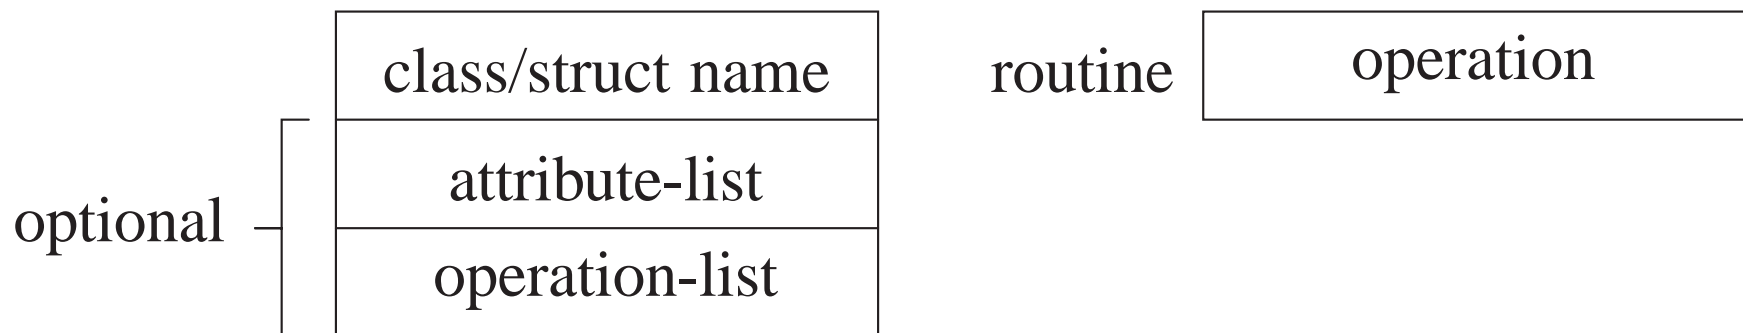 class/struct name
routine
operation
attribute-list
optional
operation-list